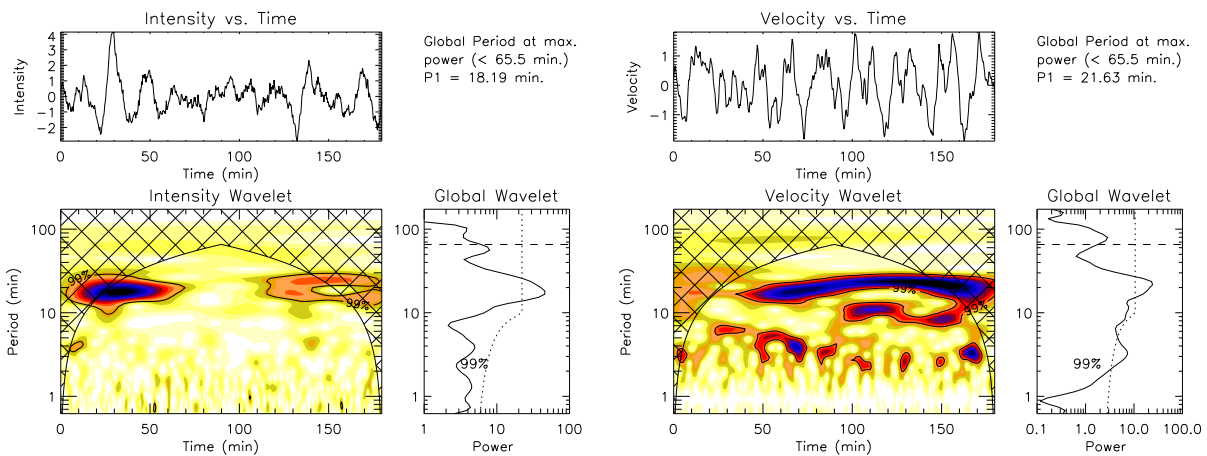 Intensity vs. Time
4
3
2
1
0
-1
-2
Intensity
0
50
100
150
Time (min)
Global Period at max.
power (< 65.5 min.)
P1 = 18.19 min.
Velocity vs. Time
1
0
-1
Velocity
0
50
100
150
Time (min)
Global Period at max.
power (< 65.5 min.)
P1 = 21.63 min.
Intensity Wavelet
100
10
1
Period (min)
99%
99%
0
50
100
150
Time (min)
Global Wavelet
99%
1
10
100
Power
Velocity Wavelet
100
10
1
Period (min)
99%
99%
0
50
100
150
Time (min)
Global Wavelet
100
10
1
99%
0.1
1.0
10.0
100.0
Power